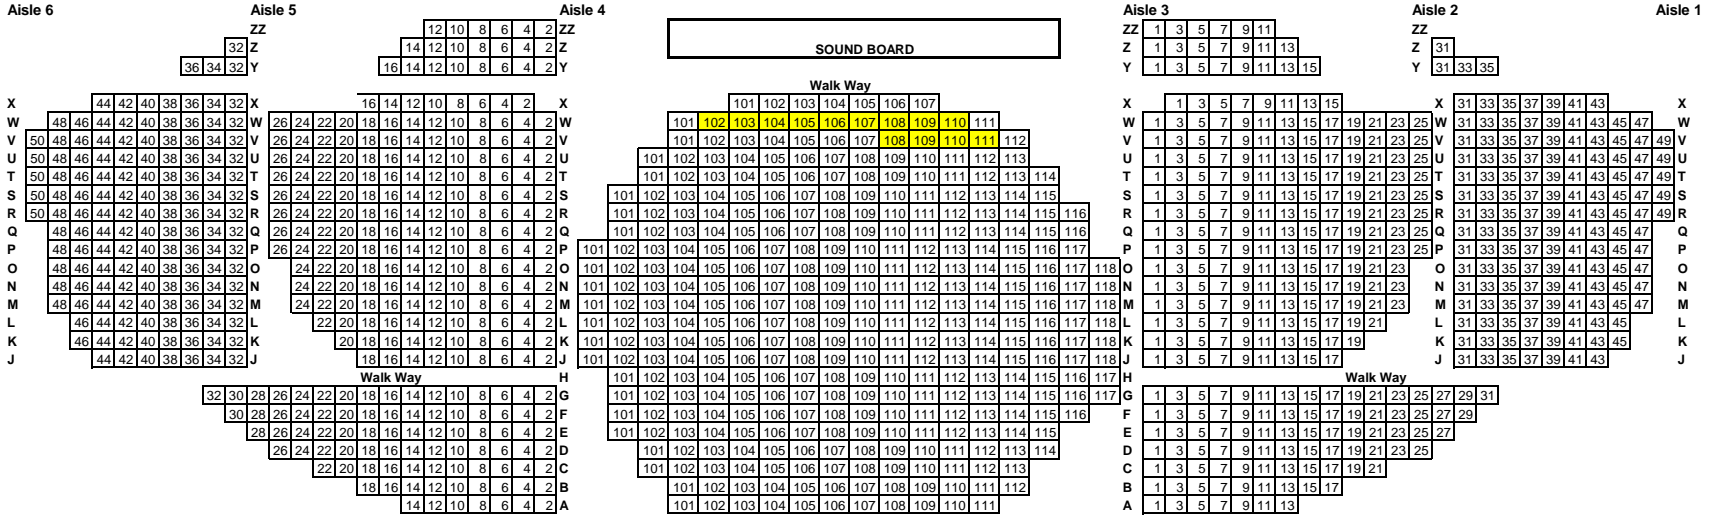 Aisle 6 Aisle 5 Aisle 4 Aisle 3 Aisle 2 Aisle 1
ZZ 12 10 8 6 4 2 ZZ ZZ 1 3 5 7 9 11 ZZ
32 Z 14 12 10 8 6 4 2 Z SOUND BOARD Z 1 3 5 7 9 11 13 Z 31
36 34 32 Y 16 14 12 10 8 6 4 2 Y Y 1 3 5 7 9 11 13 15 Y 31 33 35
Walk Way
X 44 42 40 38 36 34 32 X 16 14 12 10 8 6 4 2 X 101 102 103 104 105 106 107 X 1 3 5 7 9 11 13 15 X 31 33 35 37 39 41 43 X
W 48 46 44 42 40 38 36 34 32 W 26 24 22 20 18 16 14 12 10 8 6 4 2 W 101 102 103 104 105 106 107 108 109 110 111 W 1 3 5 7 9 11 13 15 17 19 21 23 25 W 31 33 35 37 39 41 43 45 47 W
V 50 48 46 44 42 40 38 36 34 32 V 26 24 22 20 18 16 14 12 10 8 6 4 2 V 101 102 103 104 105 106 107 108 109 110 111 112 V 1 3 5 7 9 11 13 15 17 19 21 23 25 V 31 33 35 37 39 41 43 45 47 49 V
U 50 48 46 44 42 40 38 36 34 32 U 26 24 22 20 18 16 14 12 10 8 6 4 2 U 101 102 103 104 105 106 107 108 109 110 111 112 113 U 1 3 5 7 9 11 13 15 17 19 21 23 25 U 31 33 35 37 39 41 43 45 47 49 U
T 50 48 46 44 42 40 38 36 34 32 T 26 24 22 20 18 16 14 12 10 8 6 4 2 T 101 102 103 104 105 106 107 108 109 110 111 112 113 114 T 1 3 5 7 9 11 13 15 17 19 21 23 25 T 31 33 35 37 39 41 43 45 47 49 T
S 50 48 46 44 42 40 38 36 34 32 S 26 24 22 20 18 16 14 12 10 8 6 4 2 S 101 102 103 104 105 106 107 108 109 110 111 112 113 114 115 S 1 3 5 7 9 11 13 15 17 19 21 23 25 S 31 33 35 37 39 41 43 45 47 49 S
R 50 48 46 44 42 40 38 36 34 32 R 26 24 22 20 18 16 14 12 10 8 6 4 2 R 101 102 103 104 105 106 107 108 109 110 111 112 113 114 115 116 R 1 3 5 7 9 11 13 15 17 19 21 23 25 R 31 33 35 37 39 41 43 45 47 49 R
Q 48 46 44 42 40 38 36 34 32 Q 26 24 22 20 18 16 14 12 10 8 6 4 2 Q 101 102 103 104 105 106 107 108 109 110 111 112 113 114 115 116 Q 1 3 5 7 9 11 13 15 17 19 21 23 25 Q 31 33 35 37 39 41 43 45 47 Q
P 48 46 44 42 40 38 36 34 32 P 26 24 22 20 18 16 14 12 10 8 6 4 2 P 101 102 103 104 105 106 107 108 109 110 111 112 113 114 115 116 117 P 1 3 5 7 9 11 13 15 17 19 21 23 25 P 31 33 35 37 39 41 43 45 47 P
O 48 46 44 42 40 38 36 34 32 O 24 22 20 18 16 14 12 10 8 6 4 2 O 101 102 103 104 105 106 107 108 109 110 111 112 113 114 115 116 117 118 O 1 3 5 7 9 11 13 15 17 19 21 23 O 31 33 35 37 39 41 43 45 47 O
N 48 46 44 42 40 38 36 34 32 N 24 22 20 18 16 14 12 10 8 6 4 2 N 101 102 103 104 105 106 107 108 109 110 111 112 113 114 115 116 117 118 N 1 3 5 7 9 11 13 15 17 19 21 23 N 31 33 35 37 39 41 43 45 47 N
M 48 46 44 42 40 38 36 34 32 M 24 22 20 18 16 14 12 10 8 6 4 2 M 101 102 103 104 105 106 107 108 109 110 111 112 113 114 115 116 117 118 M 1 3 5 7 9 11 13 15 17 19 21 23 M 31 33 35 37 39 41 43 45 47 M
L 46 44 42 40 38 36 34 32 L 22 20 18 16 14 12 10 8 6 4 2 L 101 102 103 104 105 106 107 108 109 110 111 112 113 114 115 116 117 118 L 1 3 5 7 9 11 13 15 17 19 21 L 31 33 35 37 39 41 43 45 L
K 46 44 42 40 38 36 34 32 K 20 18 16 14 12 10 8 6 4 2 K 101 102 103 104 105 106 107 108 109 110 111 112 113 114 115 116 117 118 K 1 3 5 7 9 11 13 15 17 19 K 31 33 35 37 39 41 43 45 K
J 44 42 40 38 36 34 32 J 18 16 14 12 10 8 6 4 2 J 101 102 103 104 105 106 107 108 109 110 111 112 113 114 115 116 117 118 J 1 3 5 7 9 11 13 15 17 J 31 33 35 37 39 41 43 J
Walk Way H 101 102 103 104 105 106 107 108 109 110 111 112 113 114 115 116 117 H Walk Way
32 30 28 26 24 22 20 18 16 14 12 10 8 6 4 2 G 101 102 103 104 105 106 107 108 109 110 111 112 113 114 115 116 117 G 1 3 5 7 9 11 13 15 17 19 21 23 25 27 29 31
30 28 26 24 22 20 18 16 14 12 10 8 6 4 2 F 101 102 103 104 105 106 107 108 109 110 111 112 113 114 115 116 F 1 3 5 7 9 11 13 15 17 19 21 23 25 27 29
28 26 24 22 20 18 16 14 12 10 8 6 4 2 E 101 102 103 104 105 106 107 108 109 110 111 112 113 114 115 E 1 3 5 7 9 11 13 15 17 19 21 23 25 27
26 24 22 20 18 16 14 12 10 8 6 4 2 D 101 102 103 104 105 106 107 108 109 110 111 112 113 114 D 1 3 5 7 9 11 13 15 17 19 21 23 25
22 20 18 16 14 12 10 8 6 4 2 C 101 102 103 104 105 106 107 108 109 110 111 112 113 C 1 3 5 7 9 11 13 15 17 19 21
18 16 14 12 10 8 6 4 2 B 101 102 103 104 105 106 107 108 109 110 111 112 B 1 3 5 7 9 11 13 15 17
14 12 10 8 6 4 2 A 101 102 103 104 105 106 107 108 109 110 111 A 1 3 5 7 9 11 13